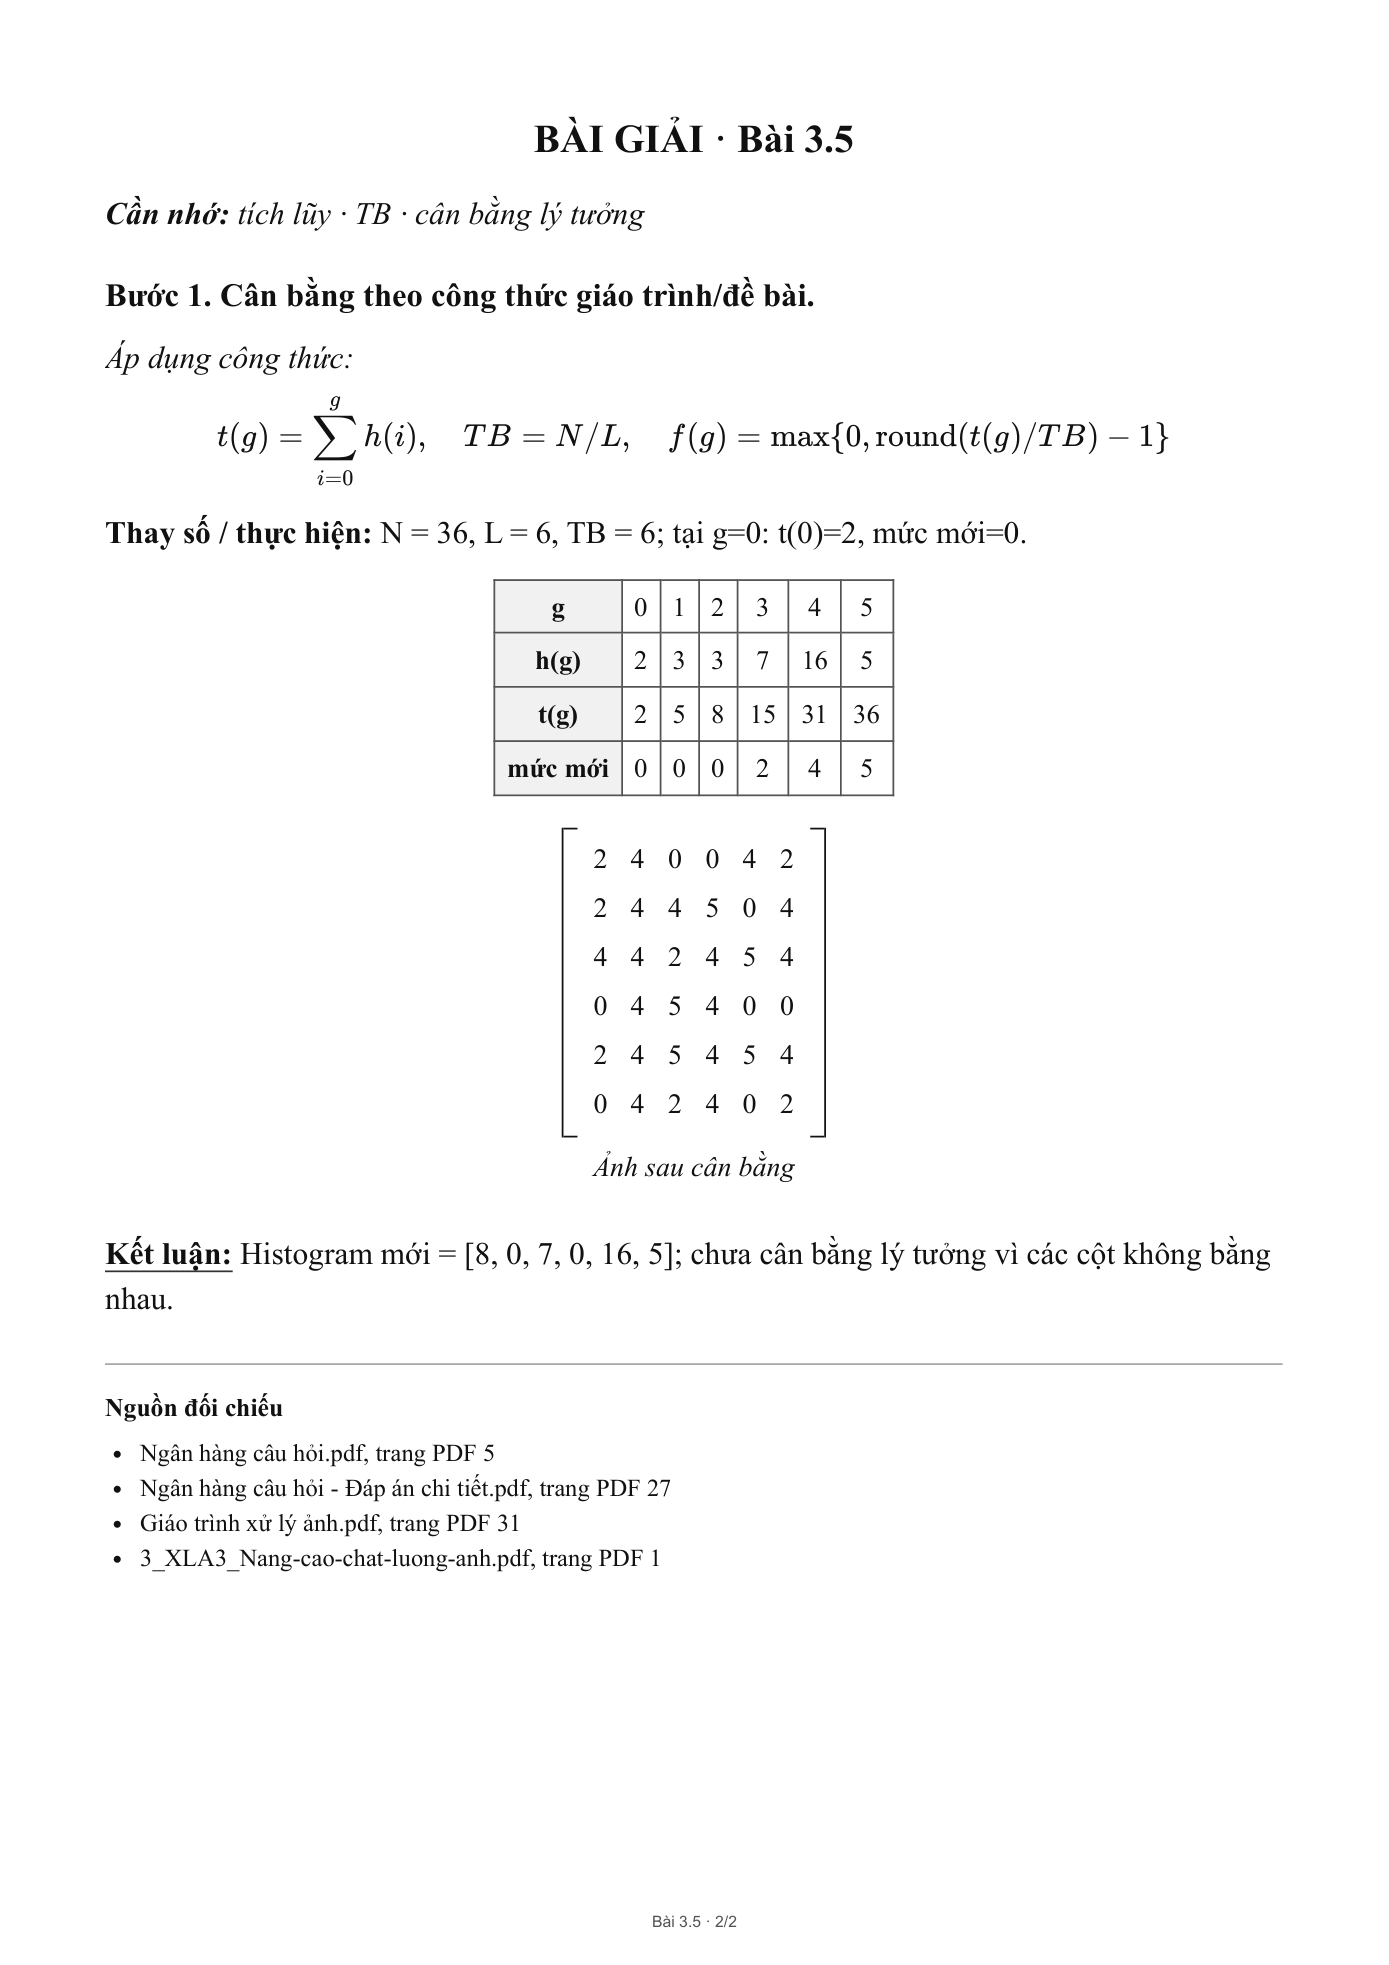 BÀI GIẢI · Bài 3.5
Cần nhớ: tích lũy · TB · cân bằng lý tưởng
Bước 1. Cân bằng theo công thức giáo trình/đề bài.
Áp dụng công thức:
t(g) = ∑_{i=0}^{g} h(i), TB = N/L, f(g) = max{0, round(t(g)/TB) − 1}
Thay số / thực hiện: N = 36, L = 6, TB = 6; tại g=0: t(0)=2, mức mới=0.
g 0 1 2 3 4 5
h(g) 2 3 3 7 16 5
t(g) 2 5 8 15 31 36
mức mới 0 0 0 2 4 5
2 4 0 0 4 2
2 4 4 5 0 4
4 4 2 4 5 4
0 4 5 4 0 0
2 4 5 4 5 4
0 4 2 4 0 2
Ảnh sau cân bằng
Kết luận: Histogram mới = [8, 0, 7, 0, 16, 5]; chưa cân bằng lý tưởng vì các cột không bằng
nhau.
Nguồn đối chiếu
• Ngân hàng câu hỏi.pdf, trang PDF 5
• Ngân hàng câu hỏi - Đáp án chi tiết.pdf, trang PDF 27
• Giáo trình xử lý ảnh.pdf, trang PDF 31
• 3_XLA3_Nang-cao-chat-luong-anh.pdf, trang PDF 1
Bài 3.5 · 2/2